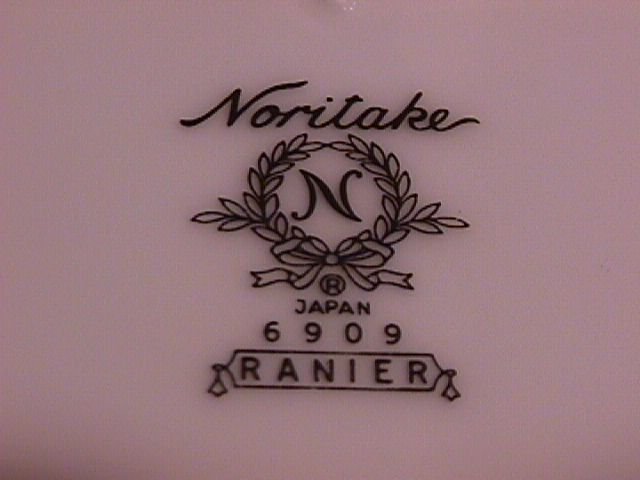 Noritake
N
®
JAPAN
6909
RANIER